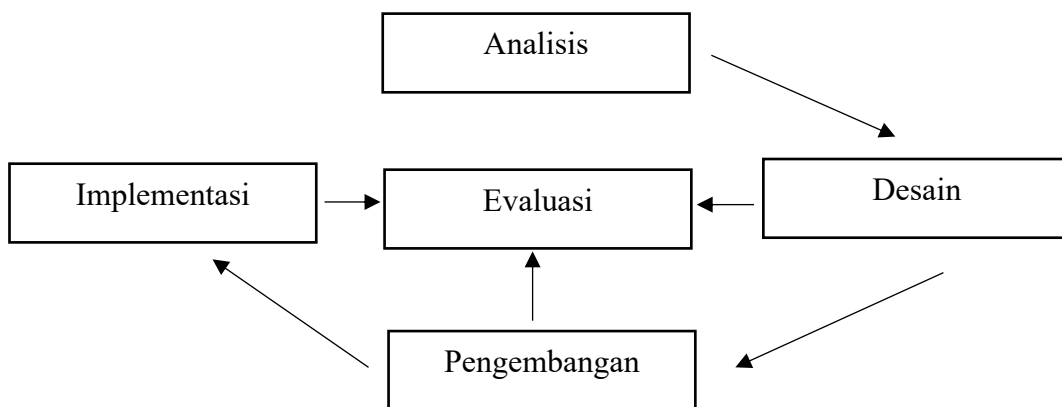 Analisis
Implementasi
Evaluasi
Desain
Pengembangan